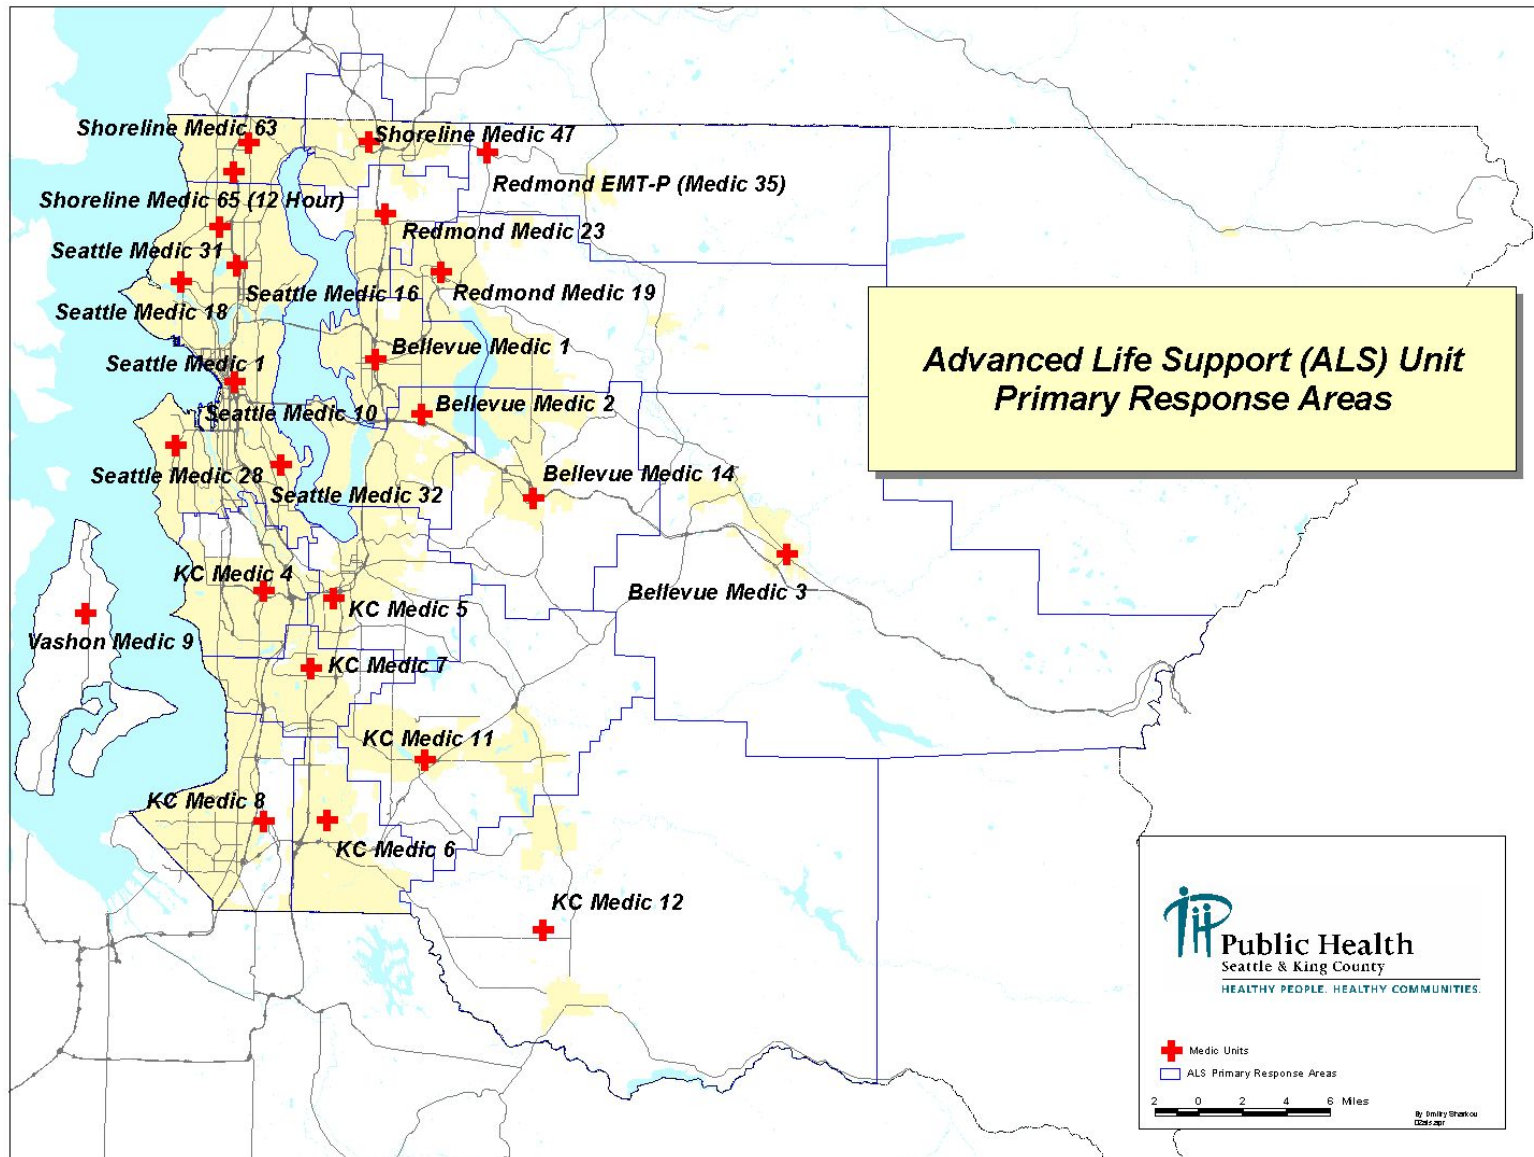 Shoreline Medic 63
Shoreline Medic 47
Redmond EMT-P (Medic 35)
Shoreline Medic 65 (12 Hour)
Redmond Medic 23
Seattle Medic 31
Seattle Medic 16
Redmond Medic 19
Seattle Medic 18
Bellevue Medic 1
Seattle Medic 1
Advanced Life Support (ALS) Unit
Primary Response Areas
Seattle Medic 10
Bellevue Medic 2
Seattle Medic 28
Bellevue Medic 14
Seattle Medic 32
KC Medic 4
Bellevue Medic 3
KC Medic 5
Vashon Medic 9
KC Medic 7
KC Medic 11
KC Medic 8
KC Medic 6
KC Medic 12
Public Health
Seattle & King County
HEALTHY PEOPLE. HEALTHY COMMUNITIES.
Medic Units
ALS Primary Response Areas
2 0 2 4 6 Miles
By Dmitry Sharkov